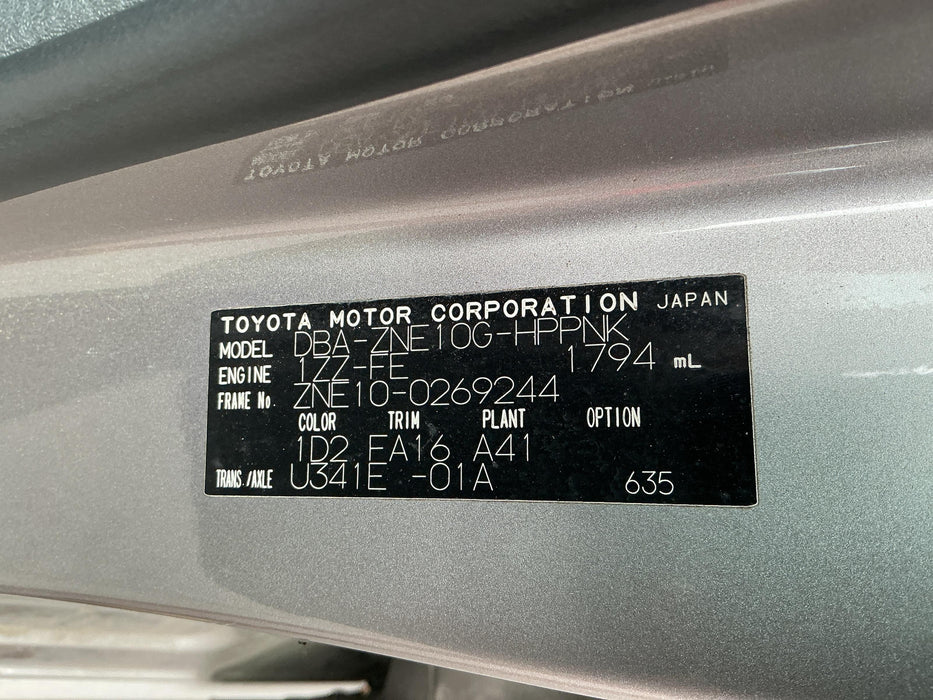 TOYOTA MOTOR CORPORATION JAPAN
MODEL DBA-ZNE10G-HPPNK
ENGINE 1ZZ-FE 1794 mL
FRAME No. ZNE10-0269244
COLOR TRIM PLANT OPTION
1D2 EA16 A41
TRANS./AXLE U341E -01A 635